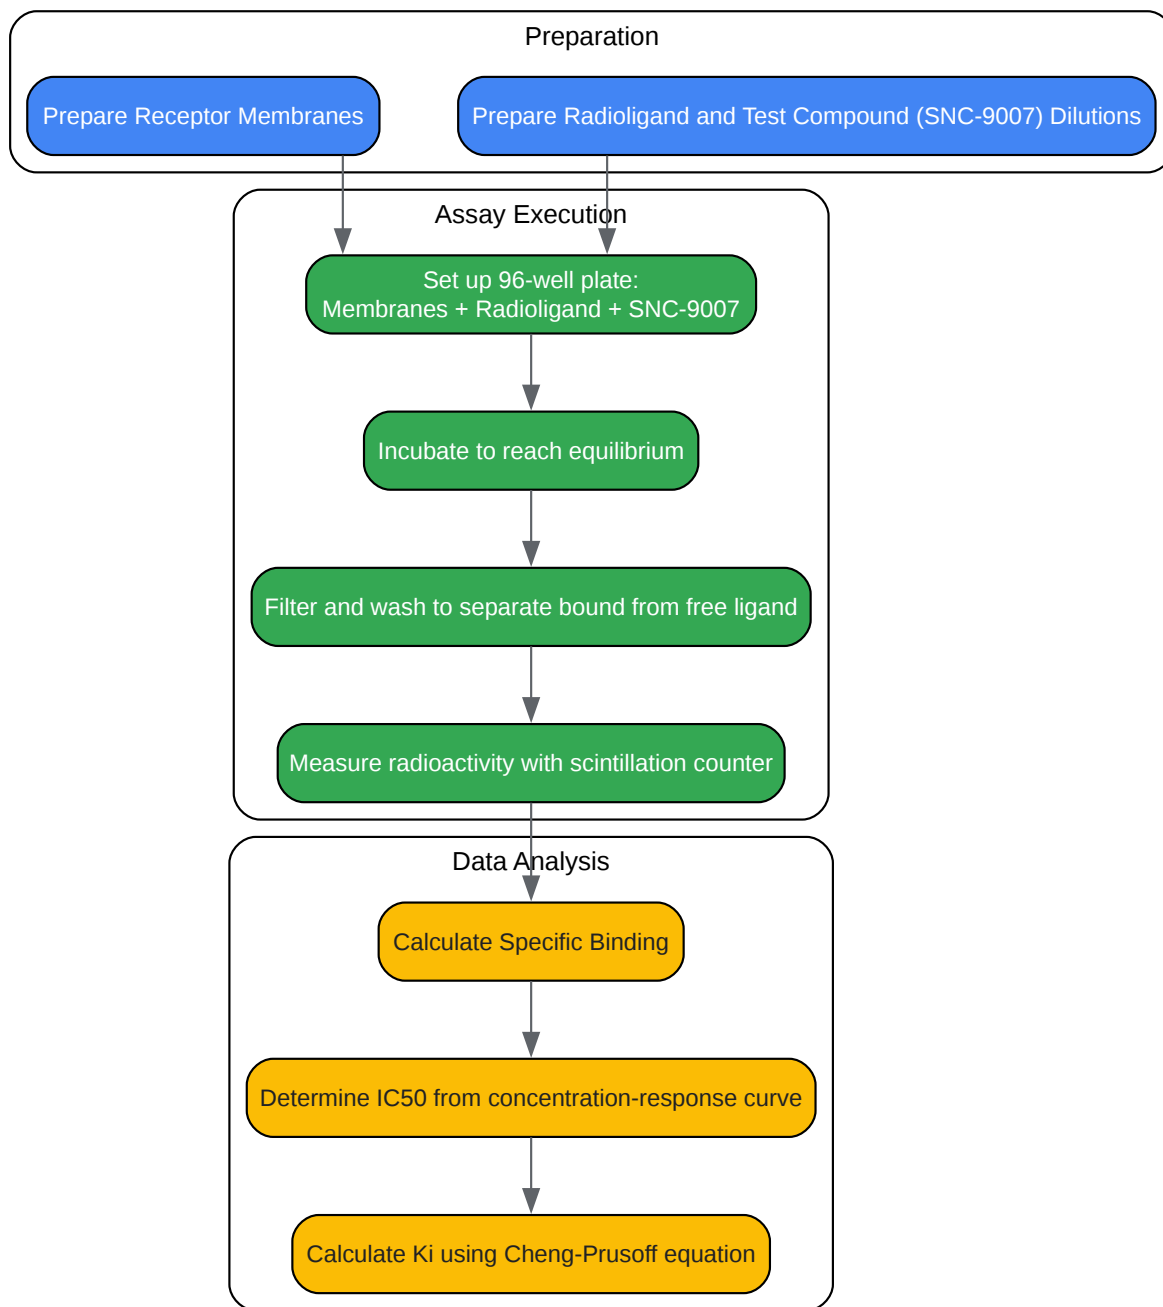 Preparation
Prepare Receptor Membranes
Prepare Radioligand and Test Compound (SNC-9007) Dilutions
Assay Execution
Set up 96-well plate:
Membranes + Radioligand + SNC-9007
Incubate to reach equilibrium
Filter and wash to separate bound from free ligand
Measure radioactivity with scintillation counter
Data Analysis
Calculate Specific Binding
Determine IC50 from concentration-response curve
Calculate Ki using Cheng-Prusoff equation